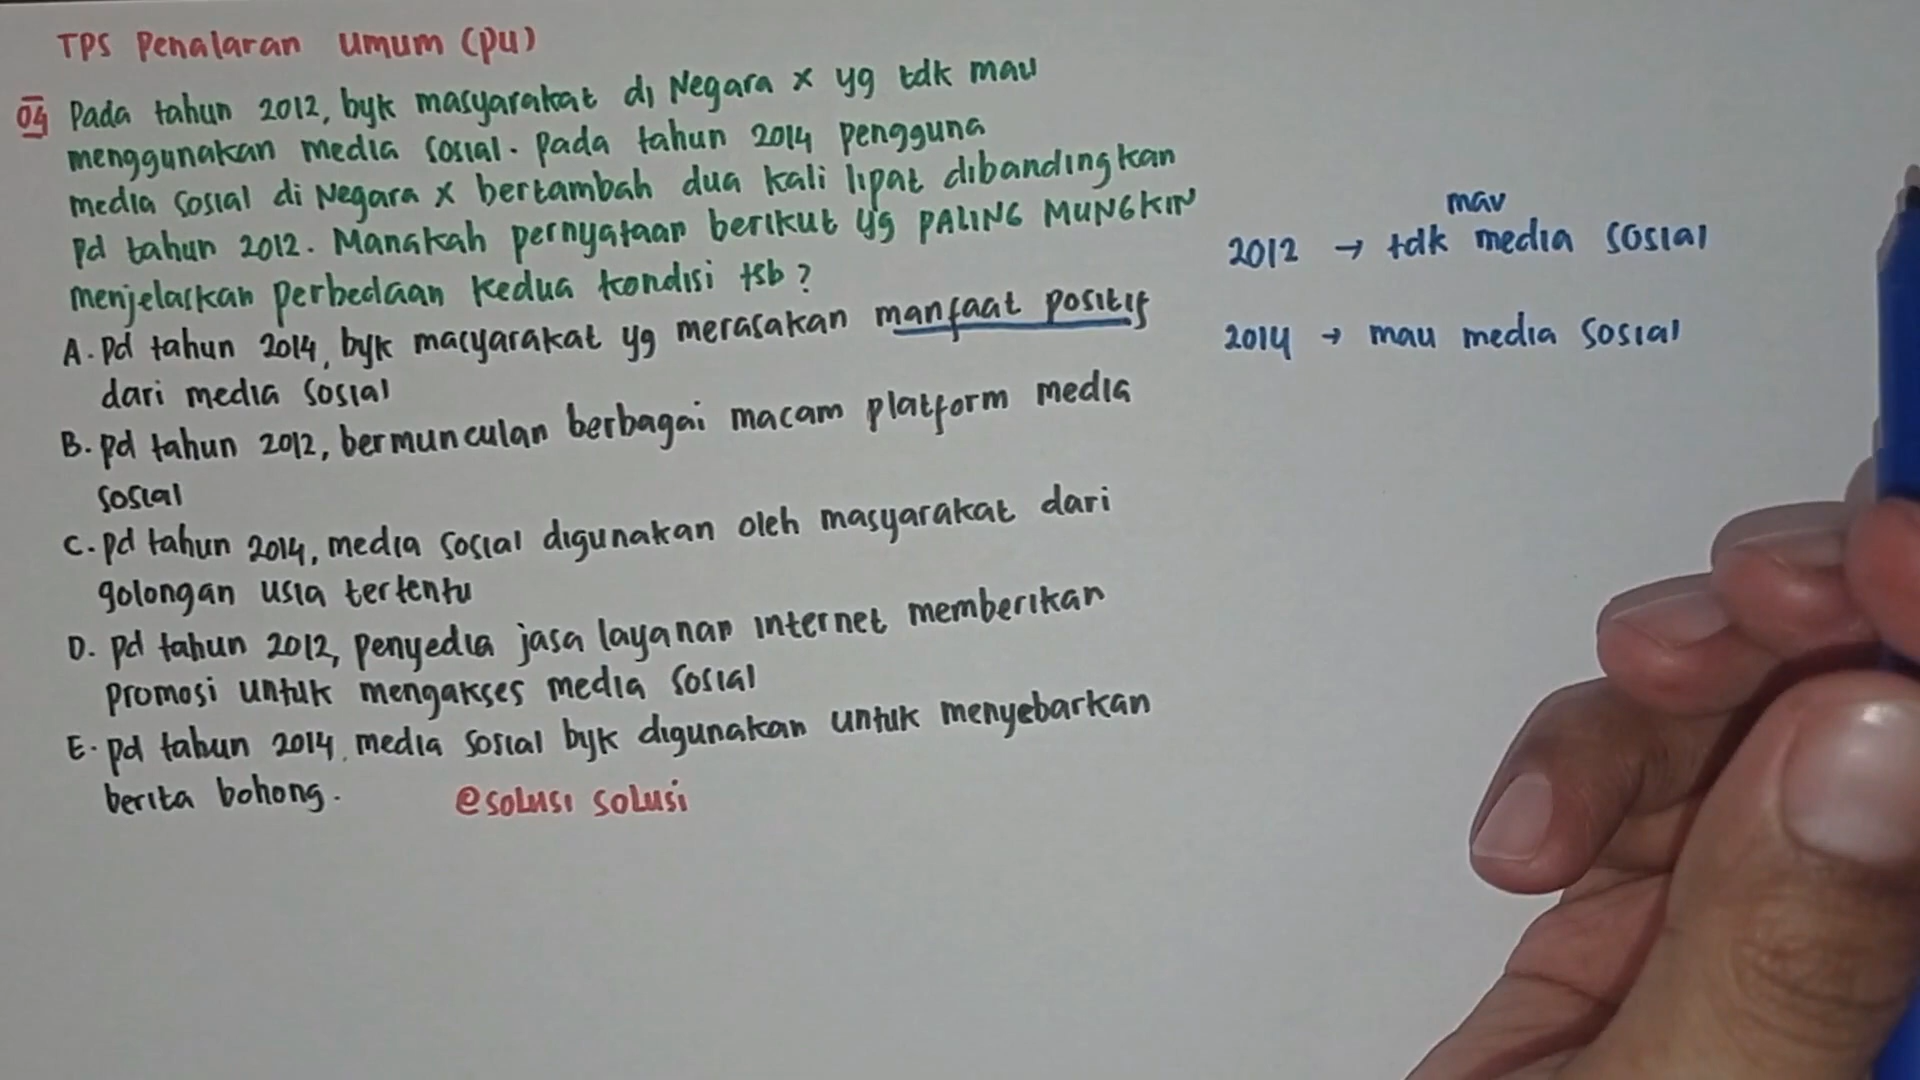 TPS Penalaran Umum (PU)
04 Pada tahun 2012, byk masyarakat di Negara X yg tdk mau
menggunakan media sosial. Pada tahun 2014 pengguna
media sosial di Negara X bertambah dua kali lipat dibandingkan
pd tahun 2012. Manakah pernyataan berikut yg PALING MUNGKIN
menjelaskan perbedaan kedua kondisi tsb?
A. Pd tahun 2014, byk masyarakat yg merasakan manfaat positif
dari media sosial
B. pd tahun 2012, bermunculan berbagai macam platform media
sosial
C. pd tahun 2014, media sosial digunakan oleh masyarakat dari
golongan usia tertentu
D. pd tahun 2012, penyedia jasa layanan internet memberikan
promosi untuk mengakses media sosial
E. pd tahun 2014, media sosial byk digunakan untuk menyebarkan
berita bohong.
@solusi solusi
mau
2012 → tdk media sosial
2014 → mau media sosial